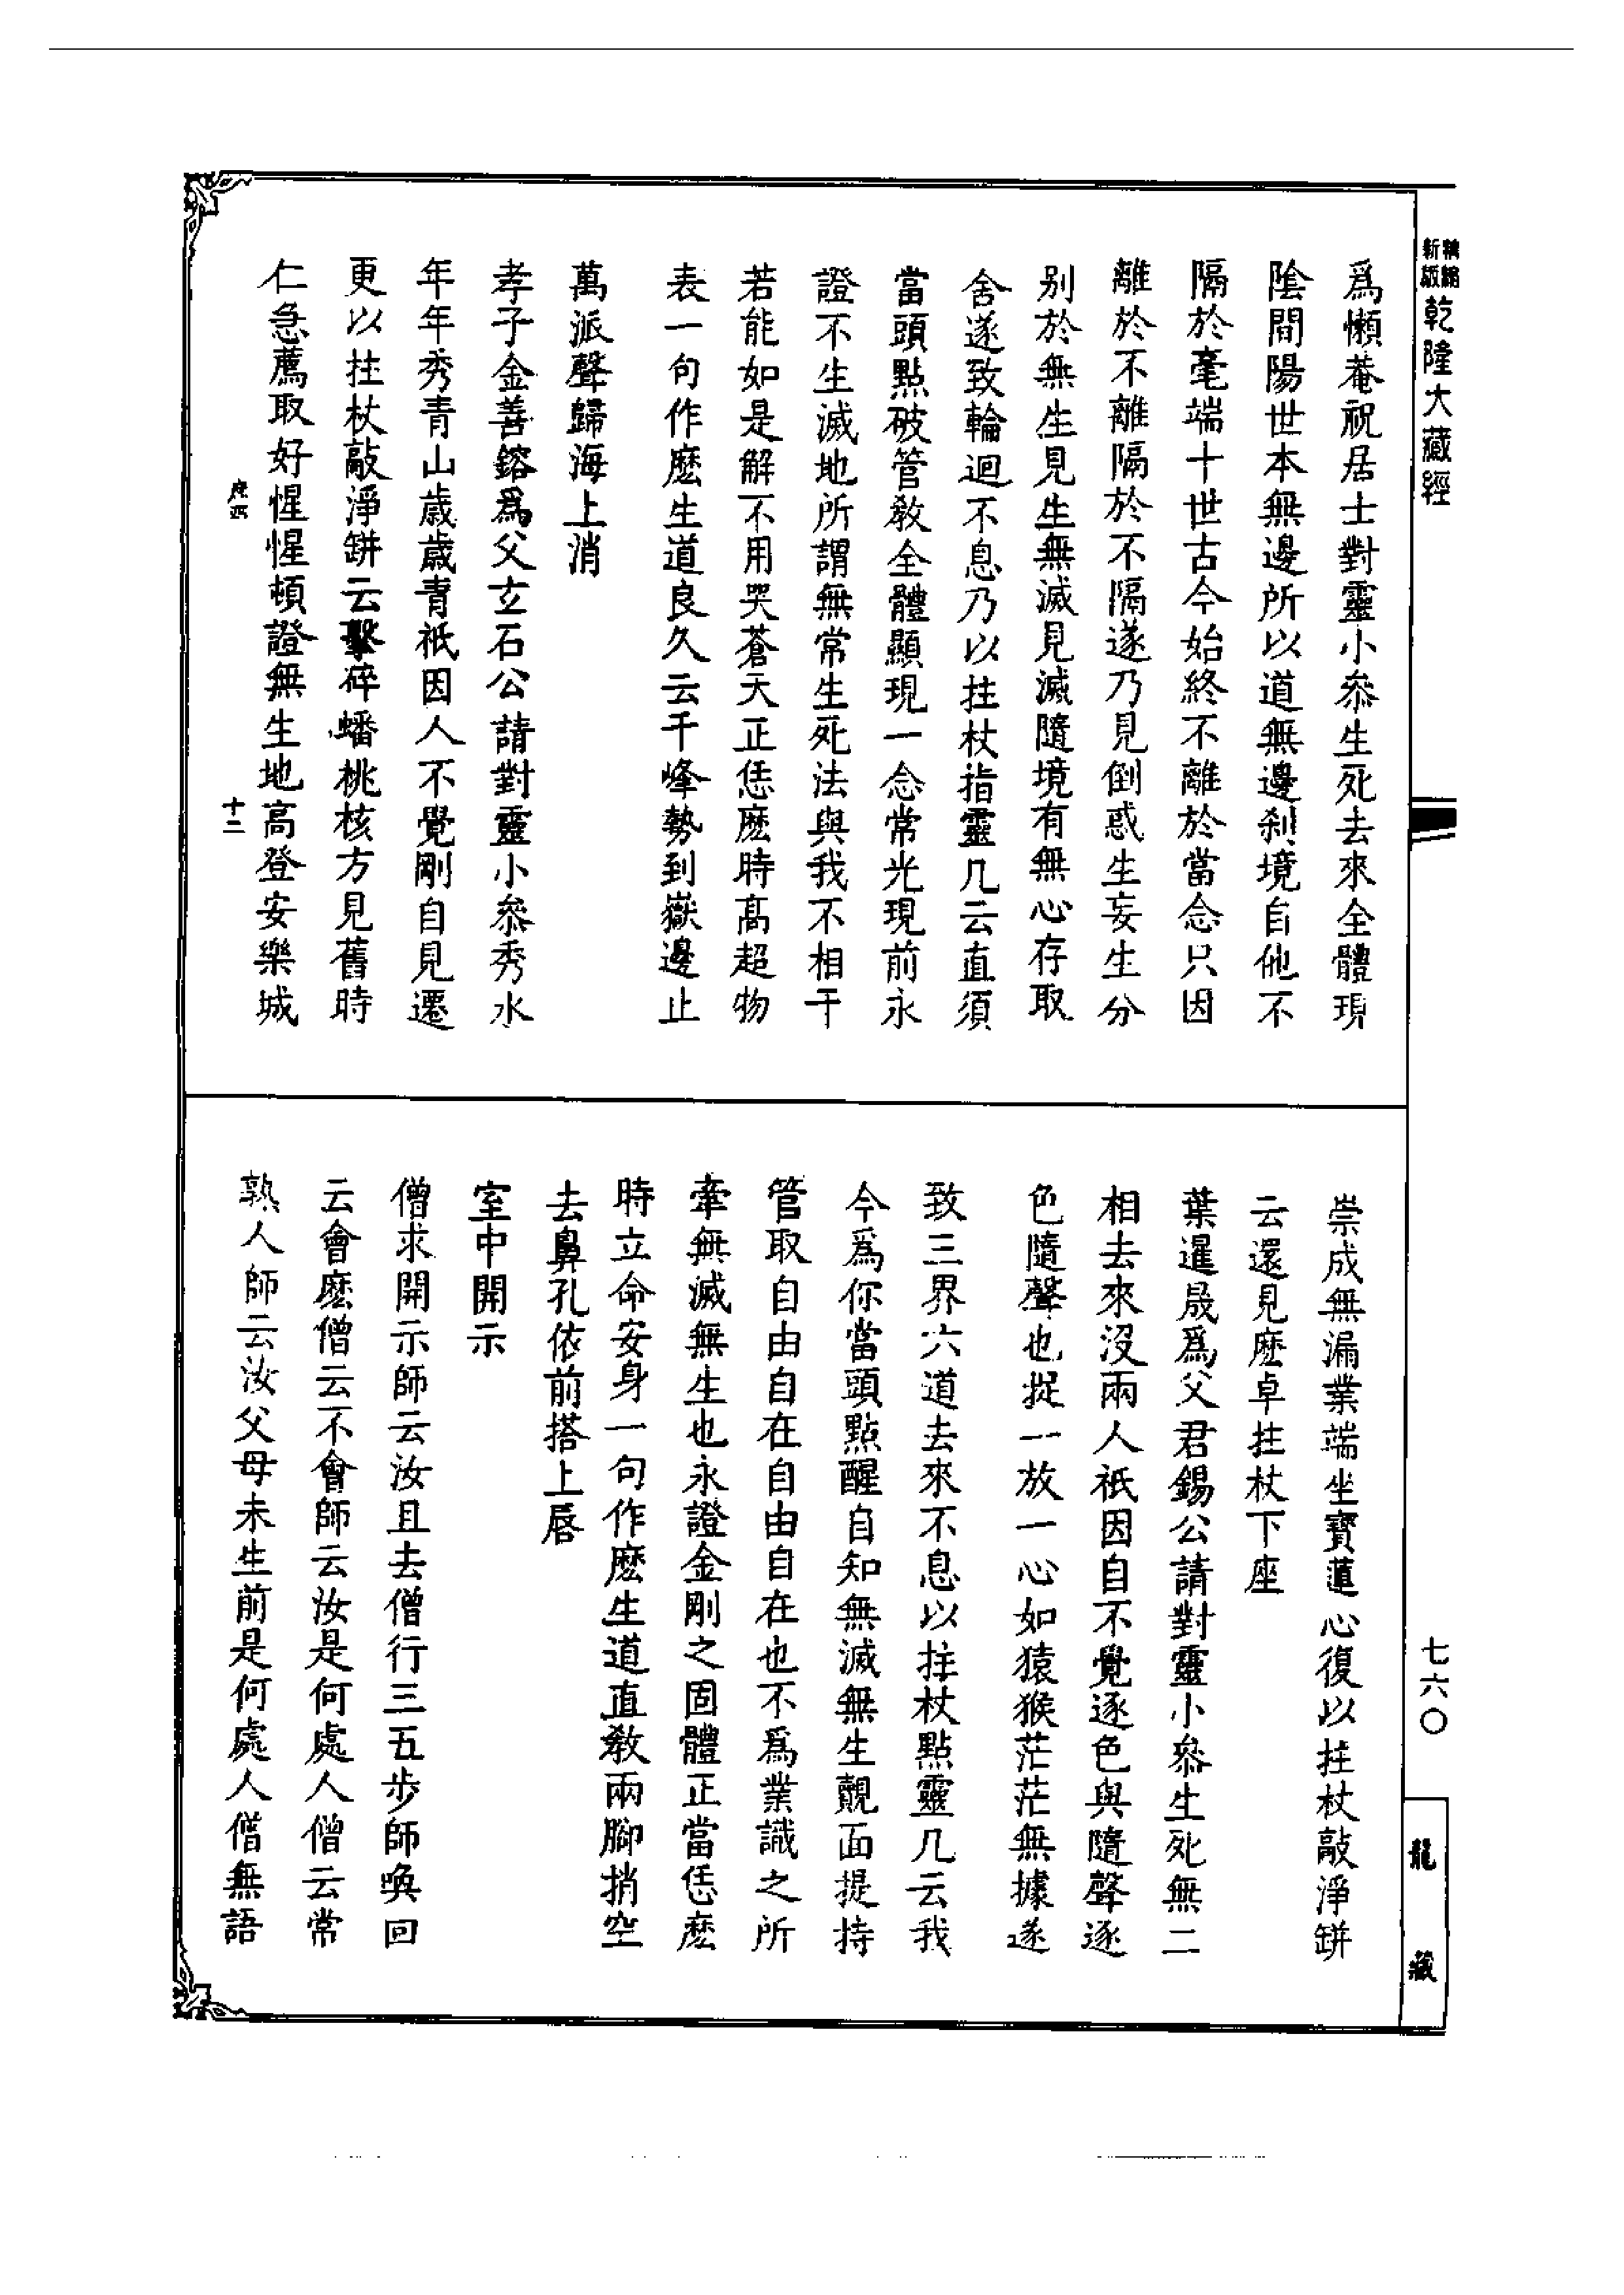 精縮
新版
乾隆大藏經
爲懶菴祝居士對靈小叅生死去來全體現
陰間陽世本無邊所以道無邊刹境自他不
隔於毫端十世古今始終不離於當念只因
離於不離隔於不隔遂乃見倒惑生妄生分
别於無生見生無滅見滅隨境有無心存取
舍遂致輪迴不息乃以拄杖指靈几云直須
當頭點破管教全體顯現一念常光現前永
證不生滅地所謂無常生死法與我不相干
若能如是解不用哭蒼天正恁麽時髙超物
表一句作麽生道良久云千峰勢到嶽邊止
萬派聲歸海上消
孝子金善鎔爲父玄石公請對靈小叅秀水
年年秀青山歲歲青祇因人不覺剛自見遷
更以拄杖敲淨缾云擊碎蟠桃核方見舊時
仁急薦取好惺惺頓證無生地高登安樂城
十二
崇成無漏業端坐寶蓮心復以拄杖敲淨缾
云還見麽卓拄杖下座
葉暹晟爲父君錫公請對靈小叅生死無二
相去來沒兩人祇因自不覺逐色與隨聲逐
色隨聲也捉一放一心如猿猴茫茫無據遂
致三界六道去來不息以拄杖點靈几云我
今爲你當頭點醒自知無滅無生覿面提持
管取自由自在自由自在也不爲業識之所
牽無滅無生也永證金剛之固體正當恁麽
時立命安身一句作麽生道直教兩腳捎空
去鼻孔依前搭上唇
室中開示
僧求開示師云汝且去僧行三五步師喚回
云會麽僧云不會師云汝是何處人僧云常
熟人師云汝父母未生前是何處人僧無語
七六〇
龍藏